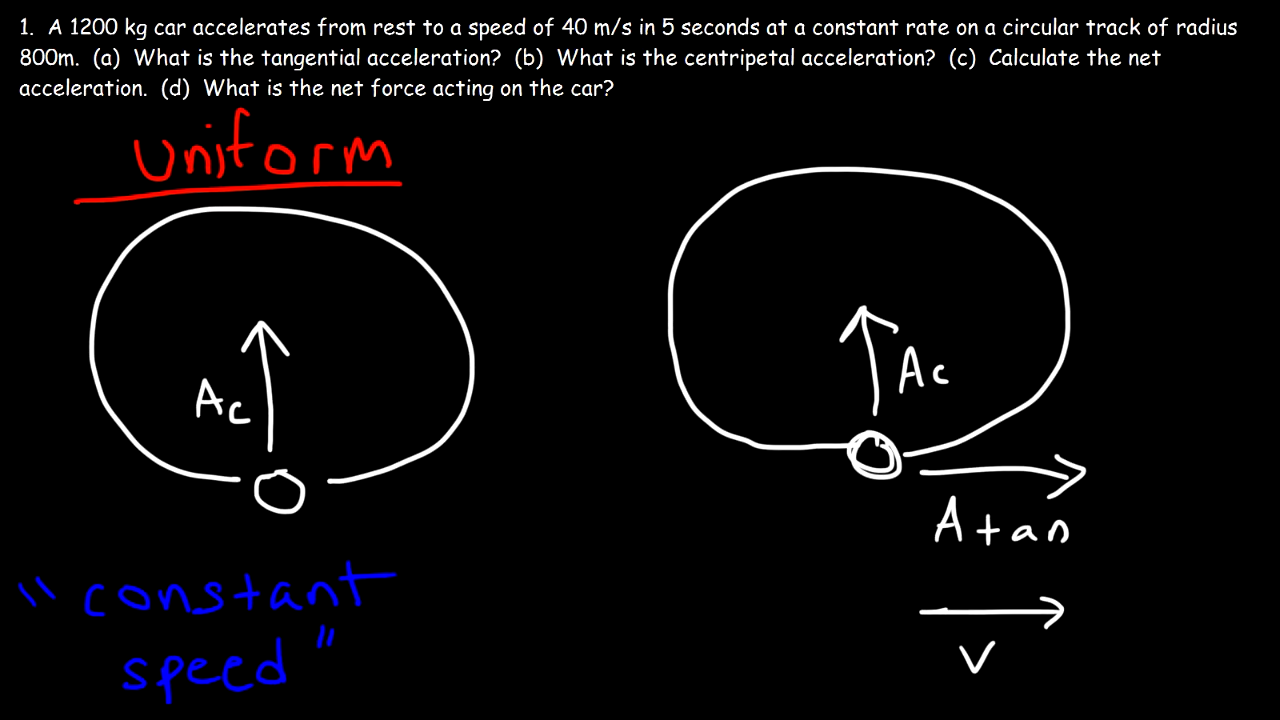 1. A 1200 kg car accelerates from rest to a speed of 40 m/s in 5 seconds at a constant rate on a circular track of radius
800m. (a) What is the tangential acceleration? (b) What is the centripetal acceleration? (c) Calculate the net
acceleration. (d) What is the net force acting on the car?
Uniform
Ac
"constant
speed"
Ac
A tan
V